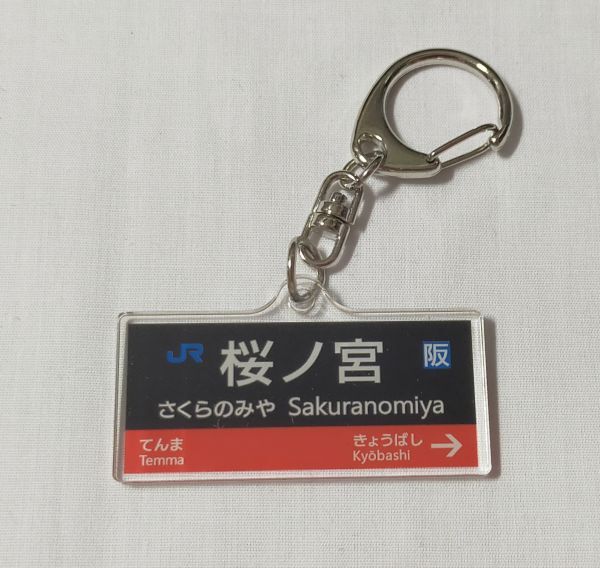 JR 桜ノ宮 阪
さくらのみや Sakuranomiya
てんま きょうばし →
Temma Kyōbashi